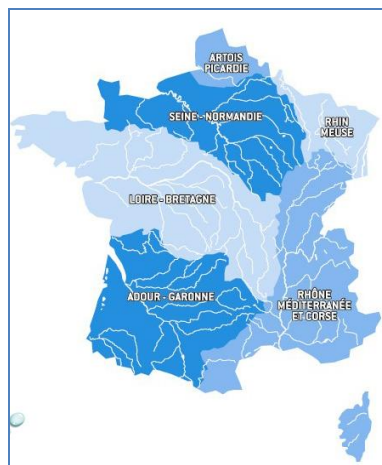 ARTOIS
PICARDIE
SEINE-NORMANDIE
RHIN
MEUSE
LOIRE - BRETAGNE
ADOUR - GARONNE
RHÔNE
MÉDITERRANÉE
ET CORSE